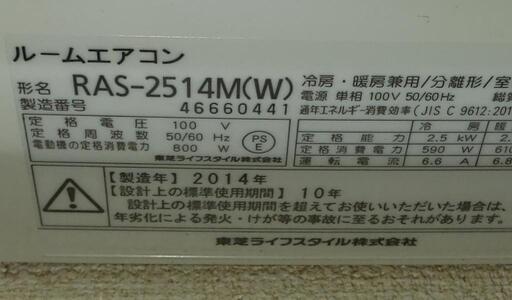 ルームエアコン
形名 RAS-2514M(W) 冷房・暖房兼用/分離形/室
製造番号 46660441 電源 単相 100V 50/60Hz 総質
通年エネルギー消費効率(JIS C 9612:201
定格電圧 100 V
定格周波数 50/60 Hz
電動機の定格消費電力 800 W
PS
E
東芝ライフスタイル株式会社
冷房 暖
定格能力 2.5 kW 2.
定格消費電力 590 W 610
運転電流 6.6 A 6.8
【製造年】2014年
【設計上の標準使用期間】10年
設計上の標準使用期間を超えてお使いいただいた場合は、
年劣化による発火・けが等の事故に至るおそれがあります
東芝ライフスタイル株式会社